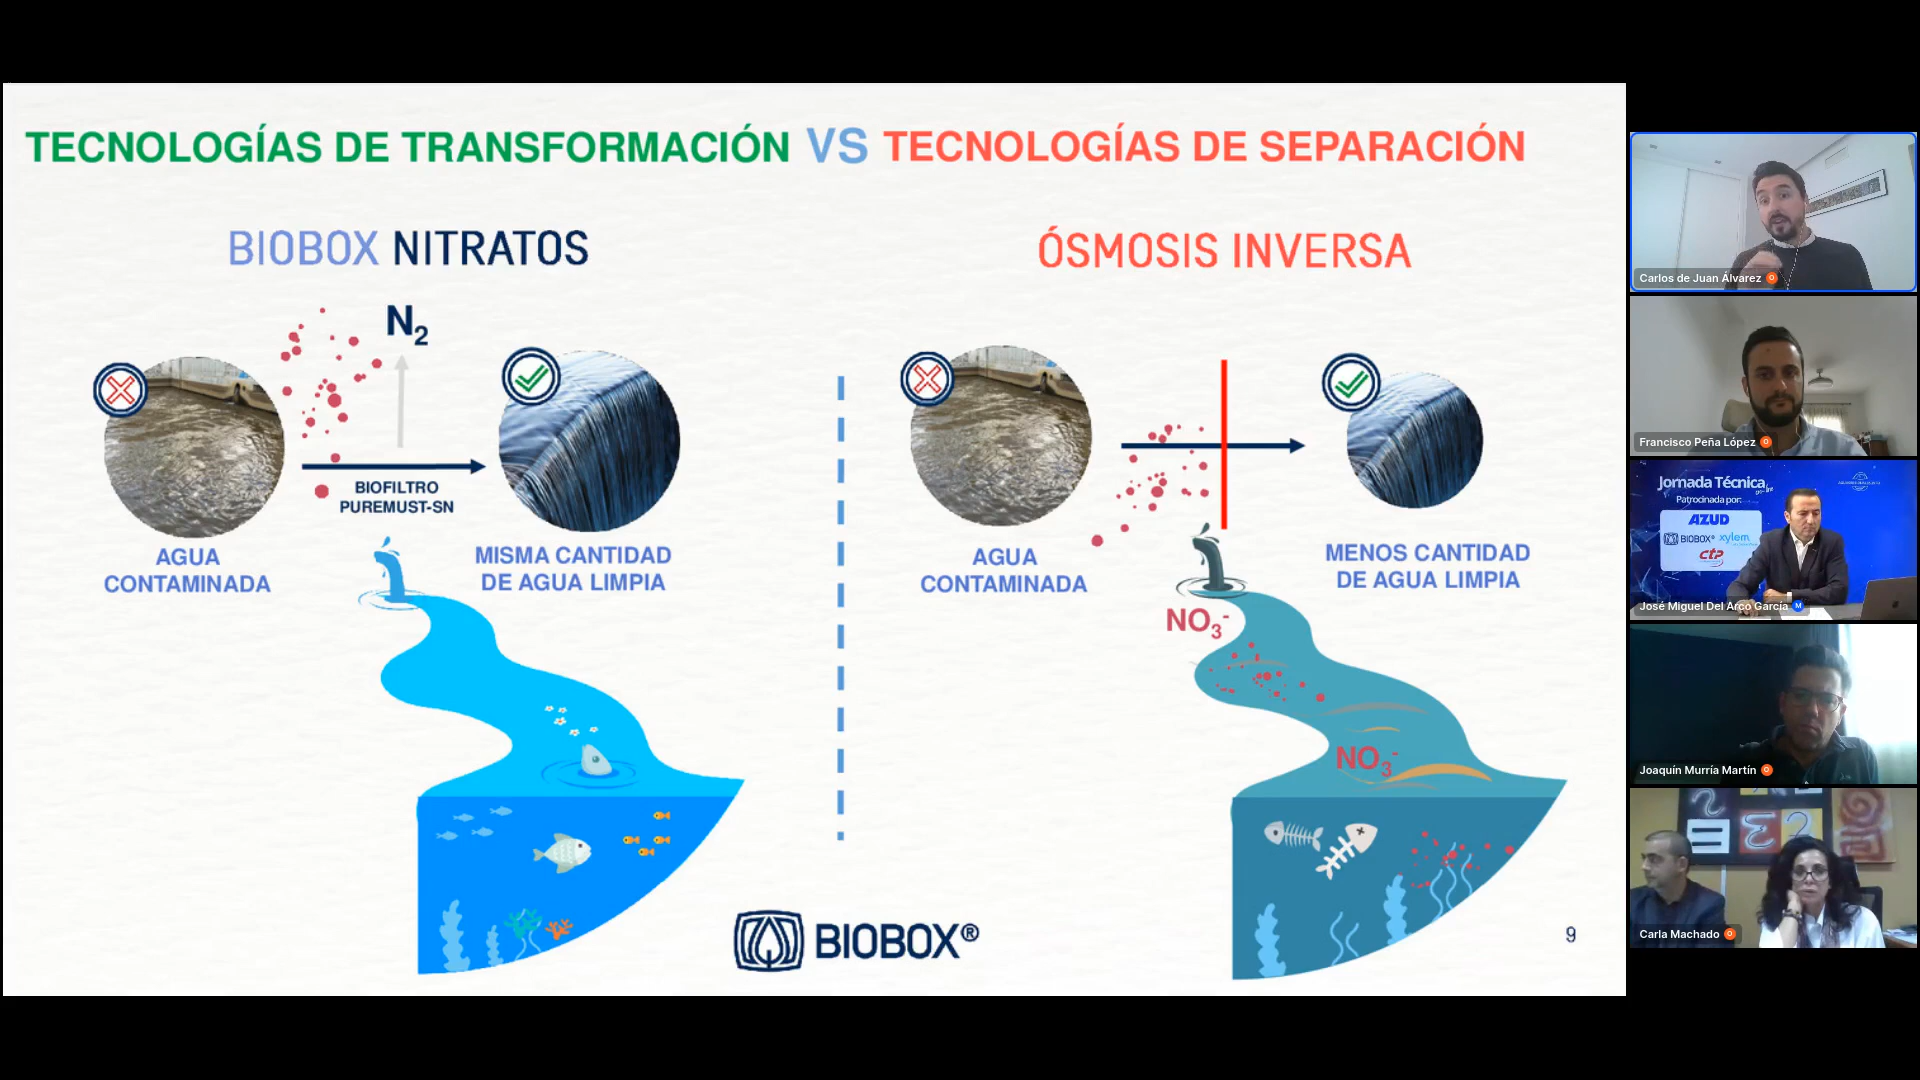 TECNOLOGÍAS DE TRANSFORMACIÓN VS TECNOLOGÍAS DE SEPARACIÓN
BIOBOX NITRATOS
N2
BIOFILTRO
PUREMUST-SN
AGUA
CONTAMINADA
MISMA CANTIDAD
DE AGUA LIMPIA
ÓSMOSIS INVERSA
AGUA
CONTAMINADA
MENOS CANTIDAD
DE AGUA LIMPIA
NO3-
NO3-
BIOBOX®
9
Carlos de Juan Álvarez O
Francisco Peña López O
Jornada Técnica
on-line
Patrocinada por:
AZUD
BIOBOX® xylem
ctp
José Miguel Del Arco García M
Joaquín Murría Martín O
Carla Machado O